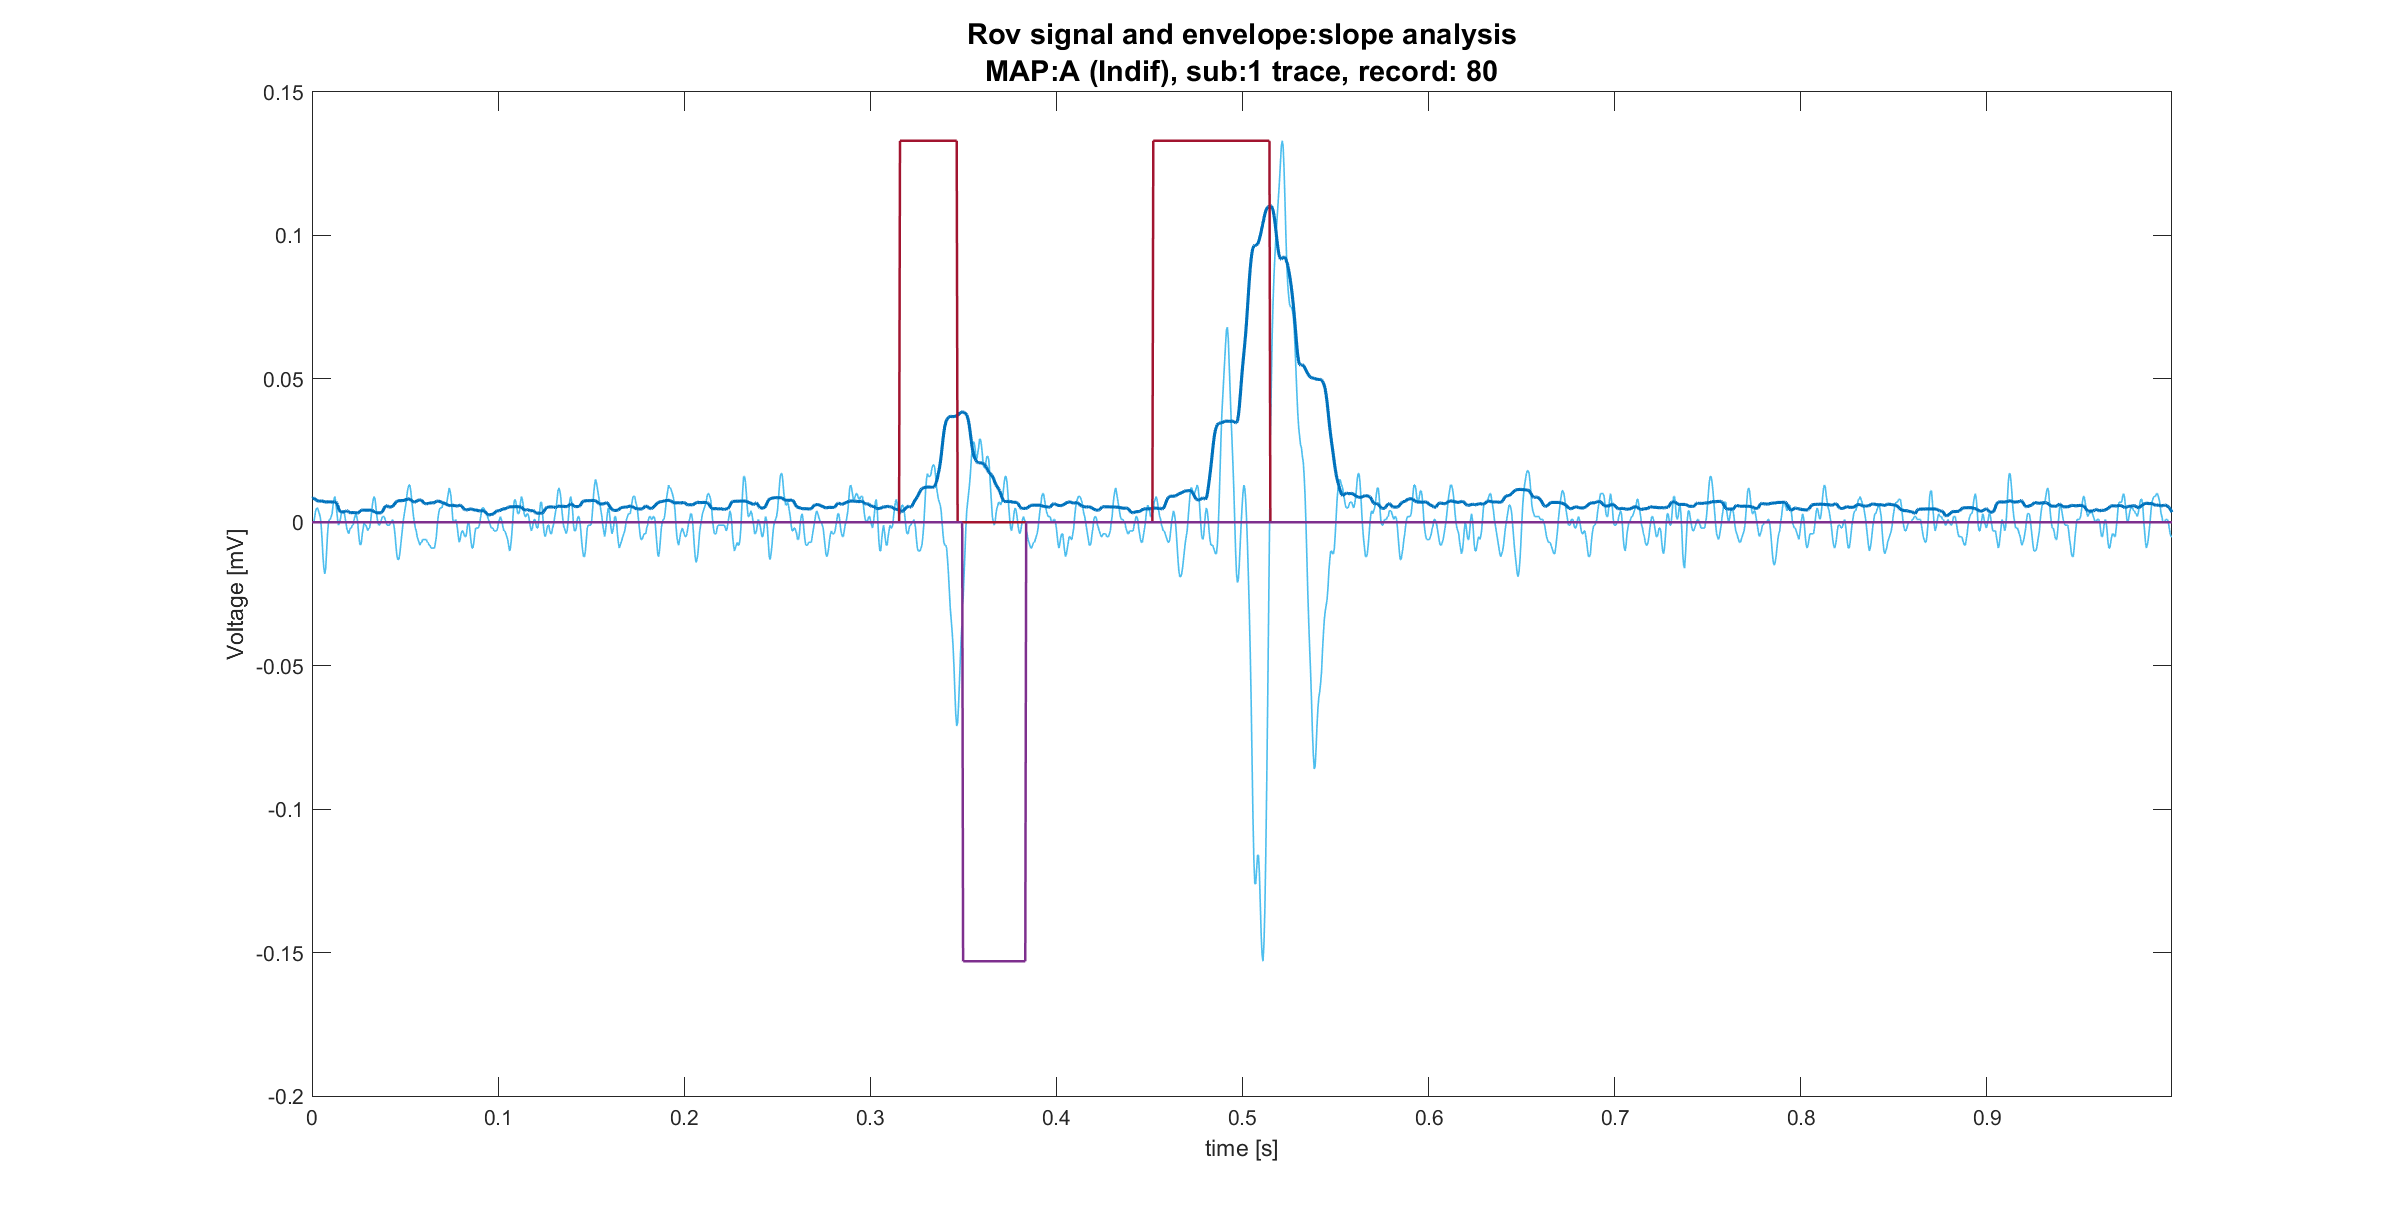 Rov signal and envelope:slope analysis
MAP:A (Indif), sub:1 trace, record: 80
0.15
0.1
0.05
0
-0.05
-0.1
-0.15
-0.2
Voltage [mV]
0 0.1 0.2 0.3 0.4 0.5 0.6 0.7 0.8 0.9
time [s]